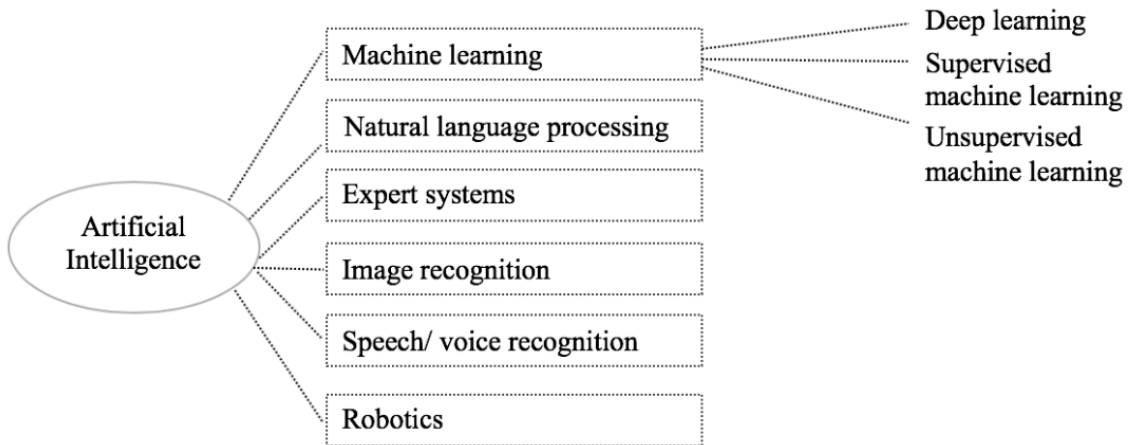 Artificial
Intelligence
Machine learning
Natural language processing
Expert systems
Image recognition
Speech/ voice recognition
Robotics
Deep learning
Supervised
machine learning
Unsupervised
machine learning